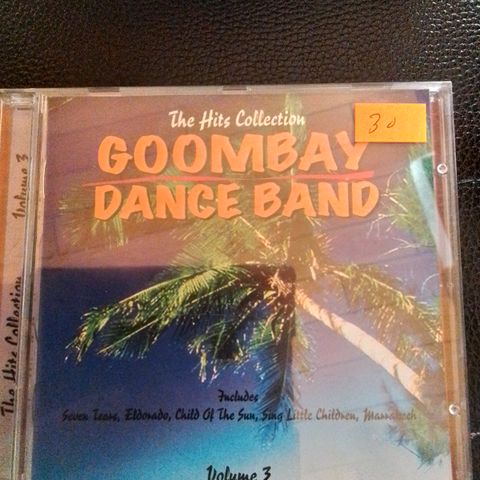 The Hits Collection
GOOMBAY
DANCE BAND
30
Includes
Seven Tears, Eldorado, Child Of The Sun, Sing Little Children, Marrakech
Volume 3
The Hits Collection Volume 3